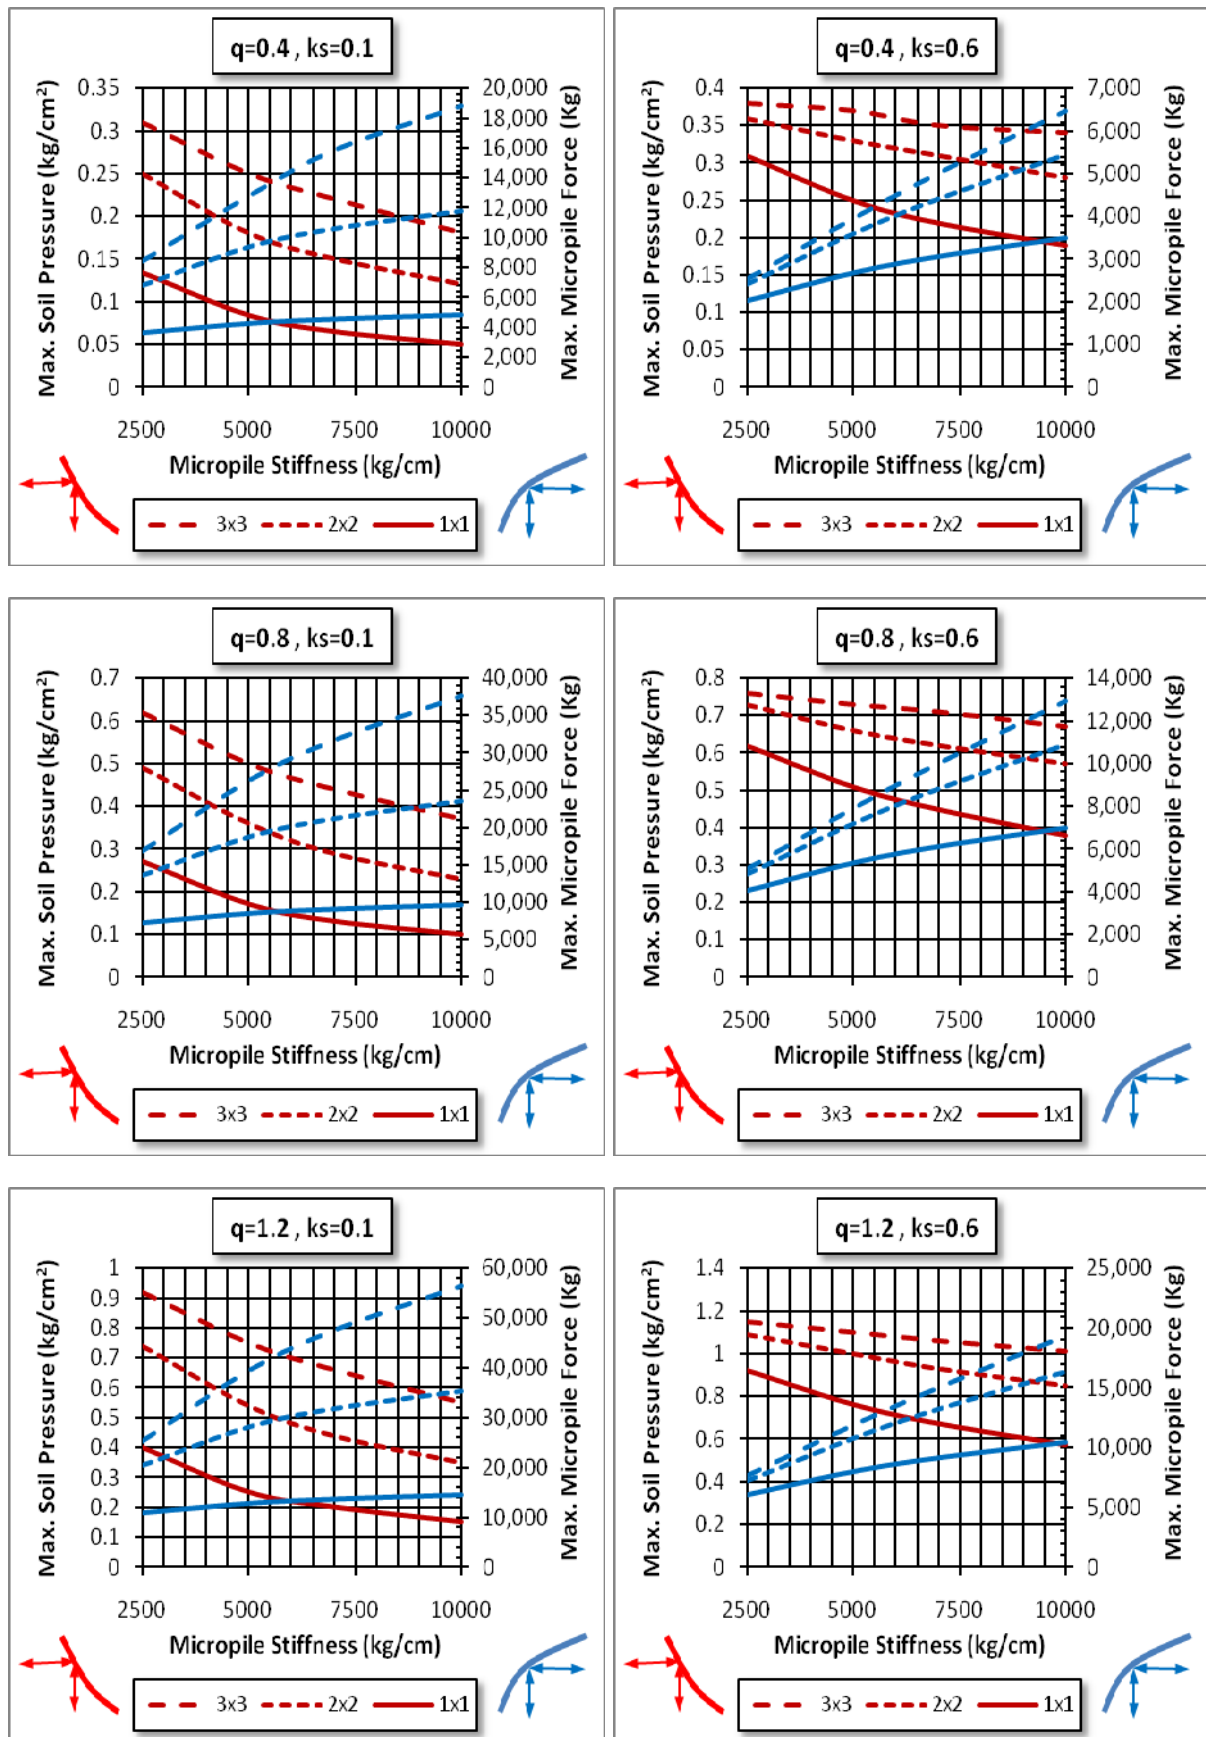 q=0.4 , ks=0.1
Max. Soil Pressure (kg/cm²)
0.35
0.3
0.25
0.2
0.15
0.1
0.05
0
20,000
18,000
16,000
14,000
12,000
10,000
8,000
6,000
4,000
2,000
0
Max. Micropile Force (Kg)
2500 5000 7500 10000
Micropile Stiffness (kg/cm)
3x3 2x2 1x1
q=0.4 , ks=0.6
Max. Soil Pressure (kg/cm²)
0.4
0.35
0.3
0.25
0.2
0.15
0.1
0.05
0
7,000
6,000
5,000
4,000
3,000
2,000
1,000
0
Max. Micropile Force (Kg)
2500 5000 7500 10000
Micropile Stiffness (kg/cm)
3x3 2x2 1x1
q=0.8 , ks=0.1
Max. Soil Pressure (kg/cm²)
0.7
0.6
0.5
0.4
0.3
0.2
0.1
0
40,000
35,000
30,000
25,000
20,000
15,000
10,000
5,000
0
Max. Micropile Force (Kg)
2500 5000 7500 10000
Micropile Stiffness (kg/cm)
3x3 2x2 1x1
q=0.8 , ks=0.6
Max. Soil Pressure (kg/cm²)
0.8
0.7
0.6
0.5
0.4
0.3
0.2
0.1
0
14,000
12,000
10,000
8,000
6,000
4,000
2,000
0
Max. Micropile Force (Kg)
2500 5000 7500 10000
Micropile Stiffness (kg/cm)
3x3 2x2 1x1
q=1.2 , ks=0.1
Max. Soil Pressure (kg/cm²)
1
0.9
0.8
0.7
0.6
0.5
0.4
0.3
0.2
0.1
0
60,000
50,000
40,000
30,000
20,000
10,000
0
Max. Micropile Force (Kg)
2500 5000 7500 10000
Micropile Stiffness (kg/cm)
3x3 2x2 1x1
q=1.2 , ks=0.6
Max. Soil Pressure (kg/cm²)
1.4
1.2
1
0.8
0.6
0.4
0.2
0
25,000
20,000
15,000
10,000
5,000
0
Max. Micropile Force (Kg)
2500 5000 7500 10000
Micropile Stiffness (kg/cm)
3x3 2x2 1x1